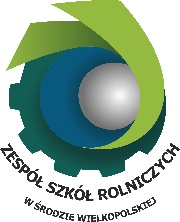 ZESPÓŁ SZKÓŁ ROLNICZYCH
W ŚRODZIE WIELKOPOLSKIEJ